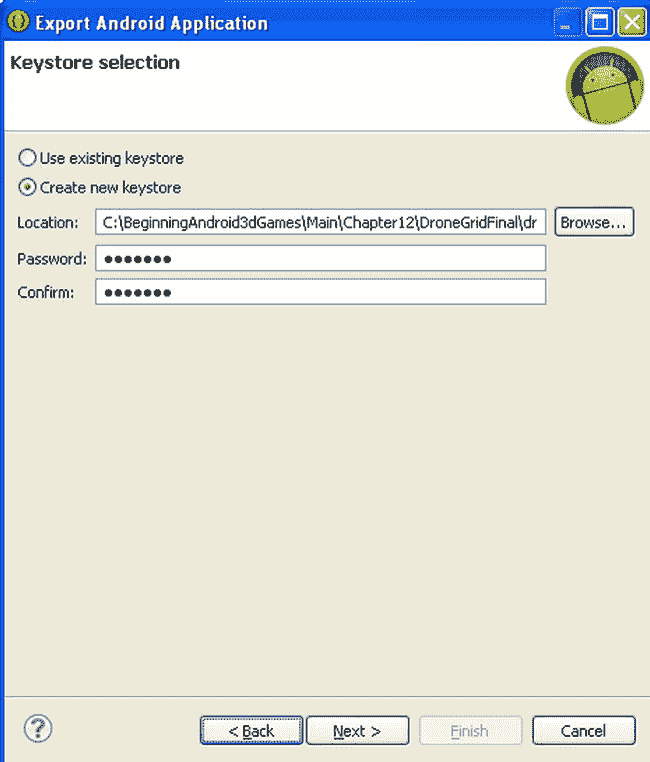 Export Android Application
Keystore selection
Use existing keystore
Create new keystore
Location: C:\BeginningAndroid3dGames\Main\Chapter12\DroneGridFinal\dr Browse...
Password: ●●●●●●●
Confirm: ●●●●●●●
? < Back Next > Finish Cancel